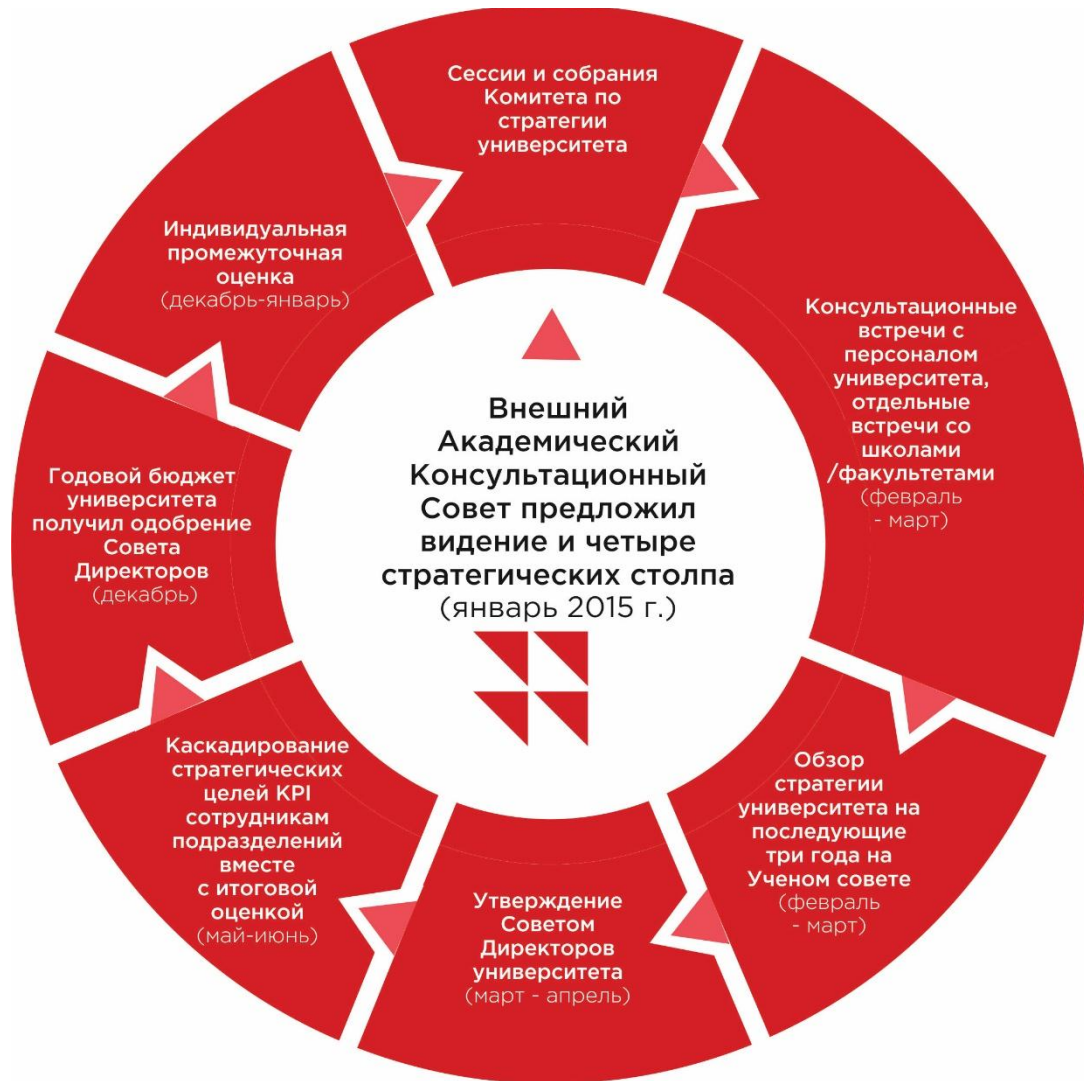 Сессии и собрания
Комитета по
стратегии
университета
Консультационные
встречи с
персоналом
университета,
отдельные
встречи со
школами
/факультетами
(февраль
- март)
Обзор
стратегии
университета на
последующие
три года на
Ученом совете
(февраль
- март)
Утверждение
Советом
Директоров
университета
(март - апрель)
Каскадирование
стратегических
целей KPI
сотрудникам
подразделений
вместе
с итоговой
оценкой
(май-июнь)
Годовой бюджет
университета
получил одобрение
Совета
Директоров
(декабрь)
Индивидуальная
промежуточная
оценка
(декабрь-январь)
Внешний
Академический
Консультационный
Совет предложил
видение и четыре
стратегических столпа
(январь 2015 г.)